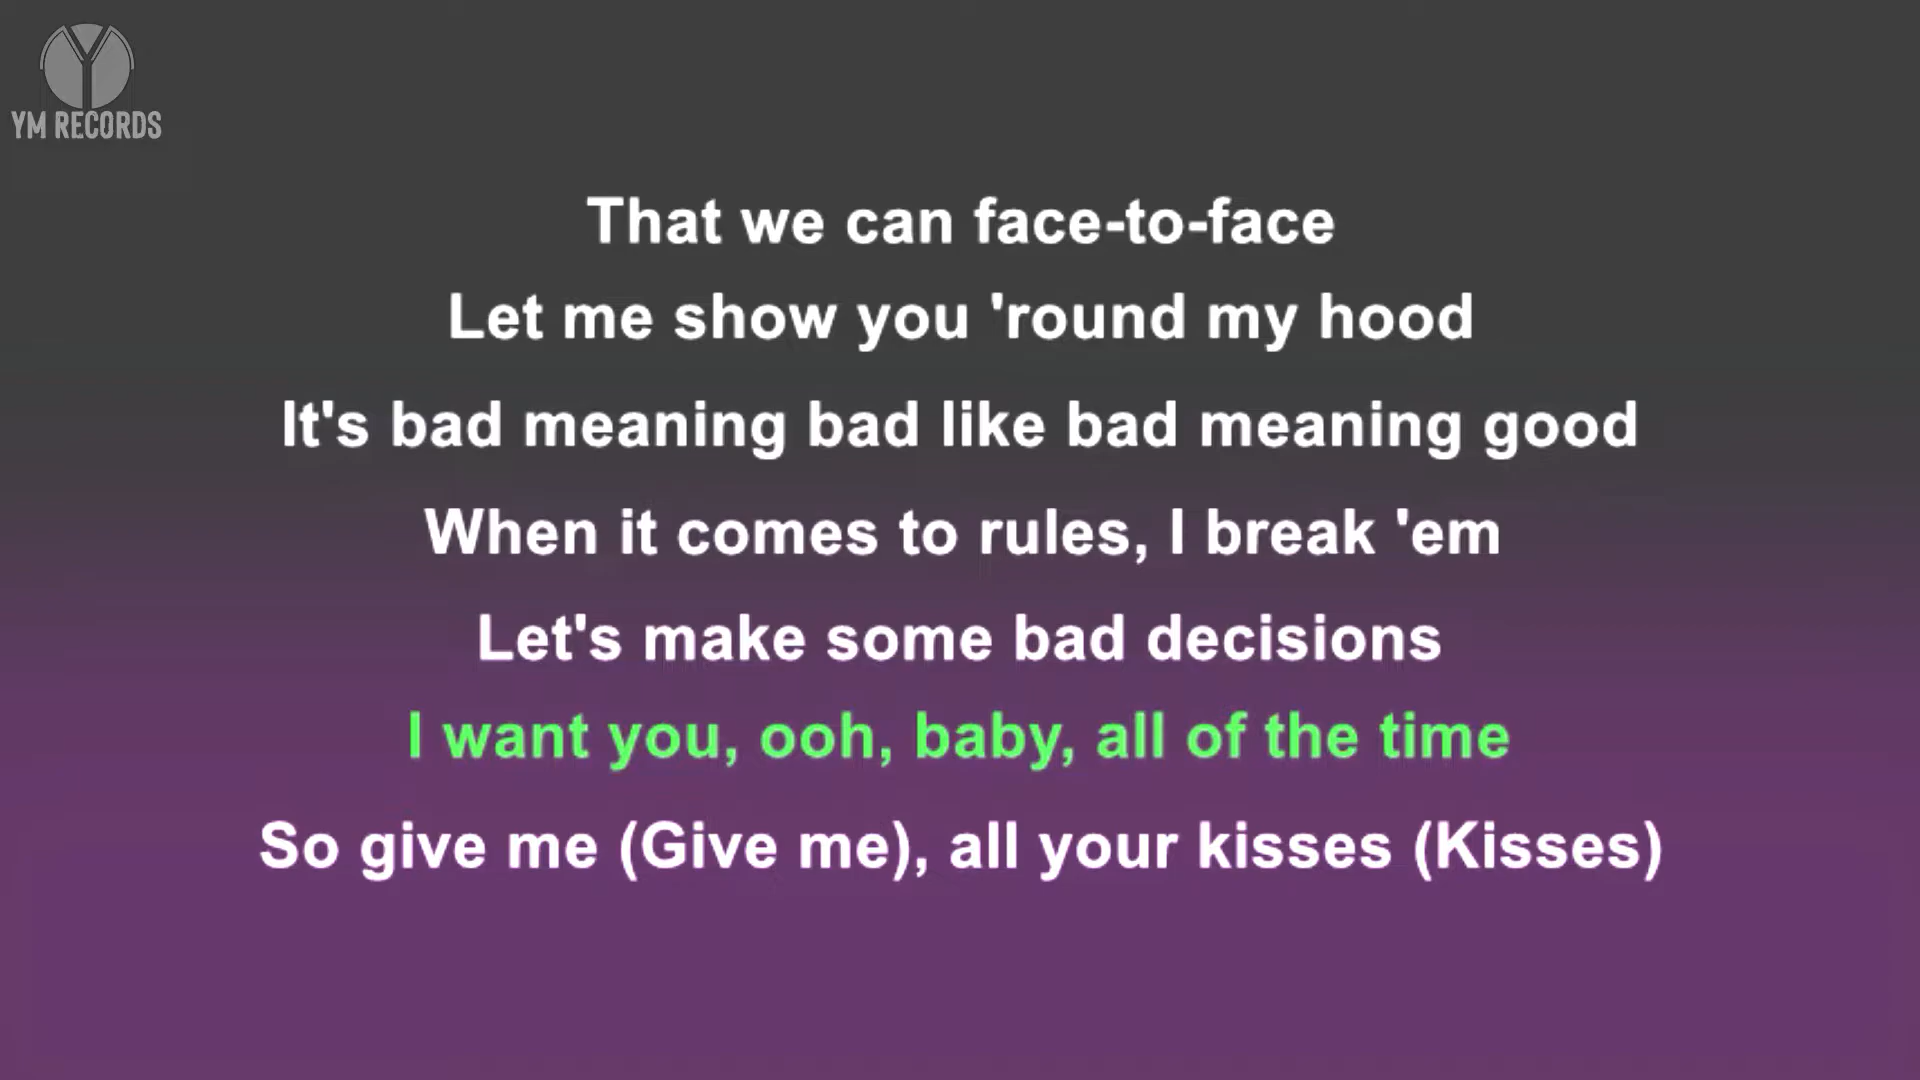 YM RECORDS
That we can face-to-face
Let me show you 'round my hood
It's bad meaning bad like bad meaning good
When it comes to rules, I break 'em
Let's make some bad decisions
I want you, ooh, baby, all of the time
So give me (Give me), all your kisses (Kisses)